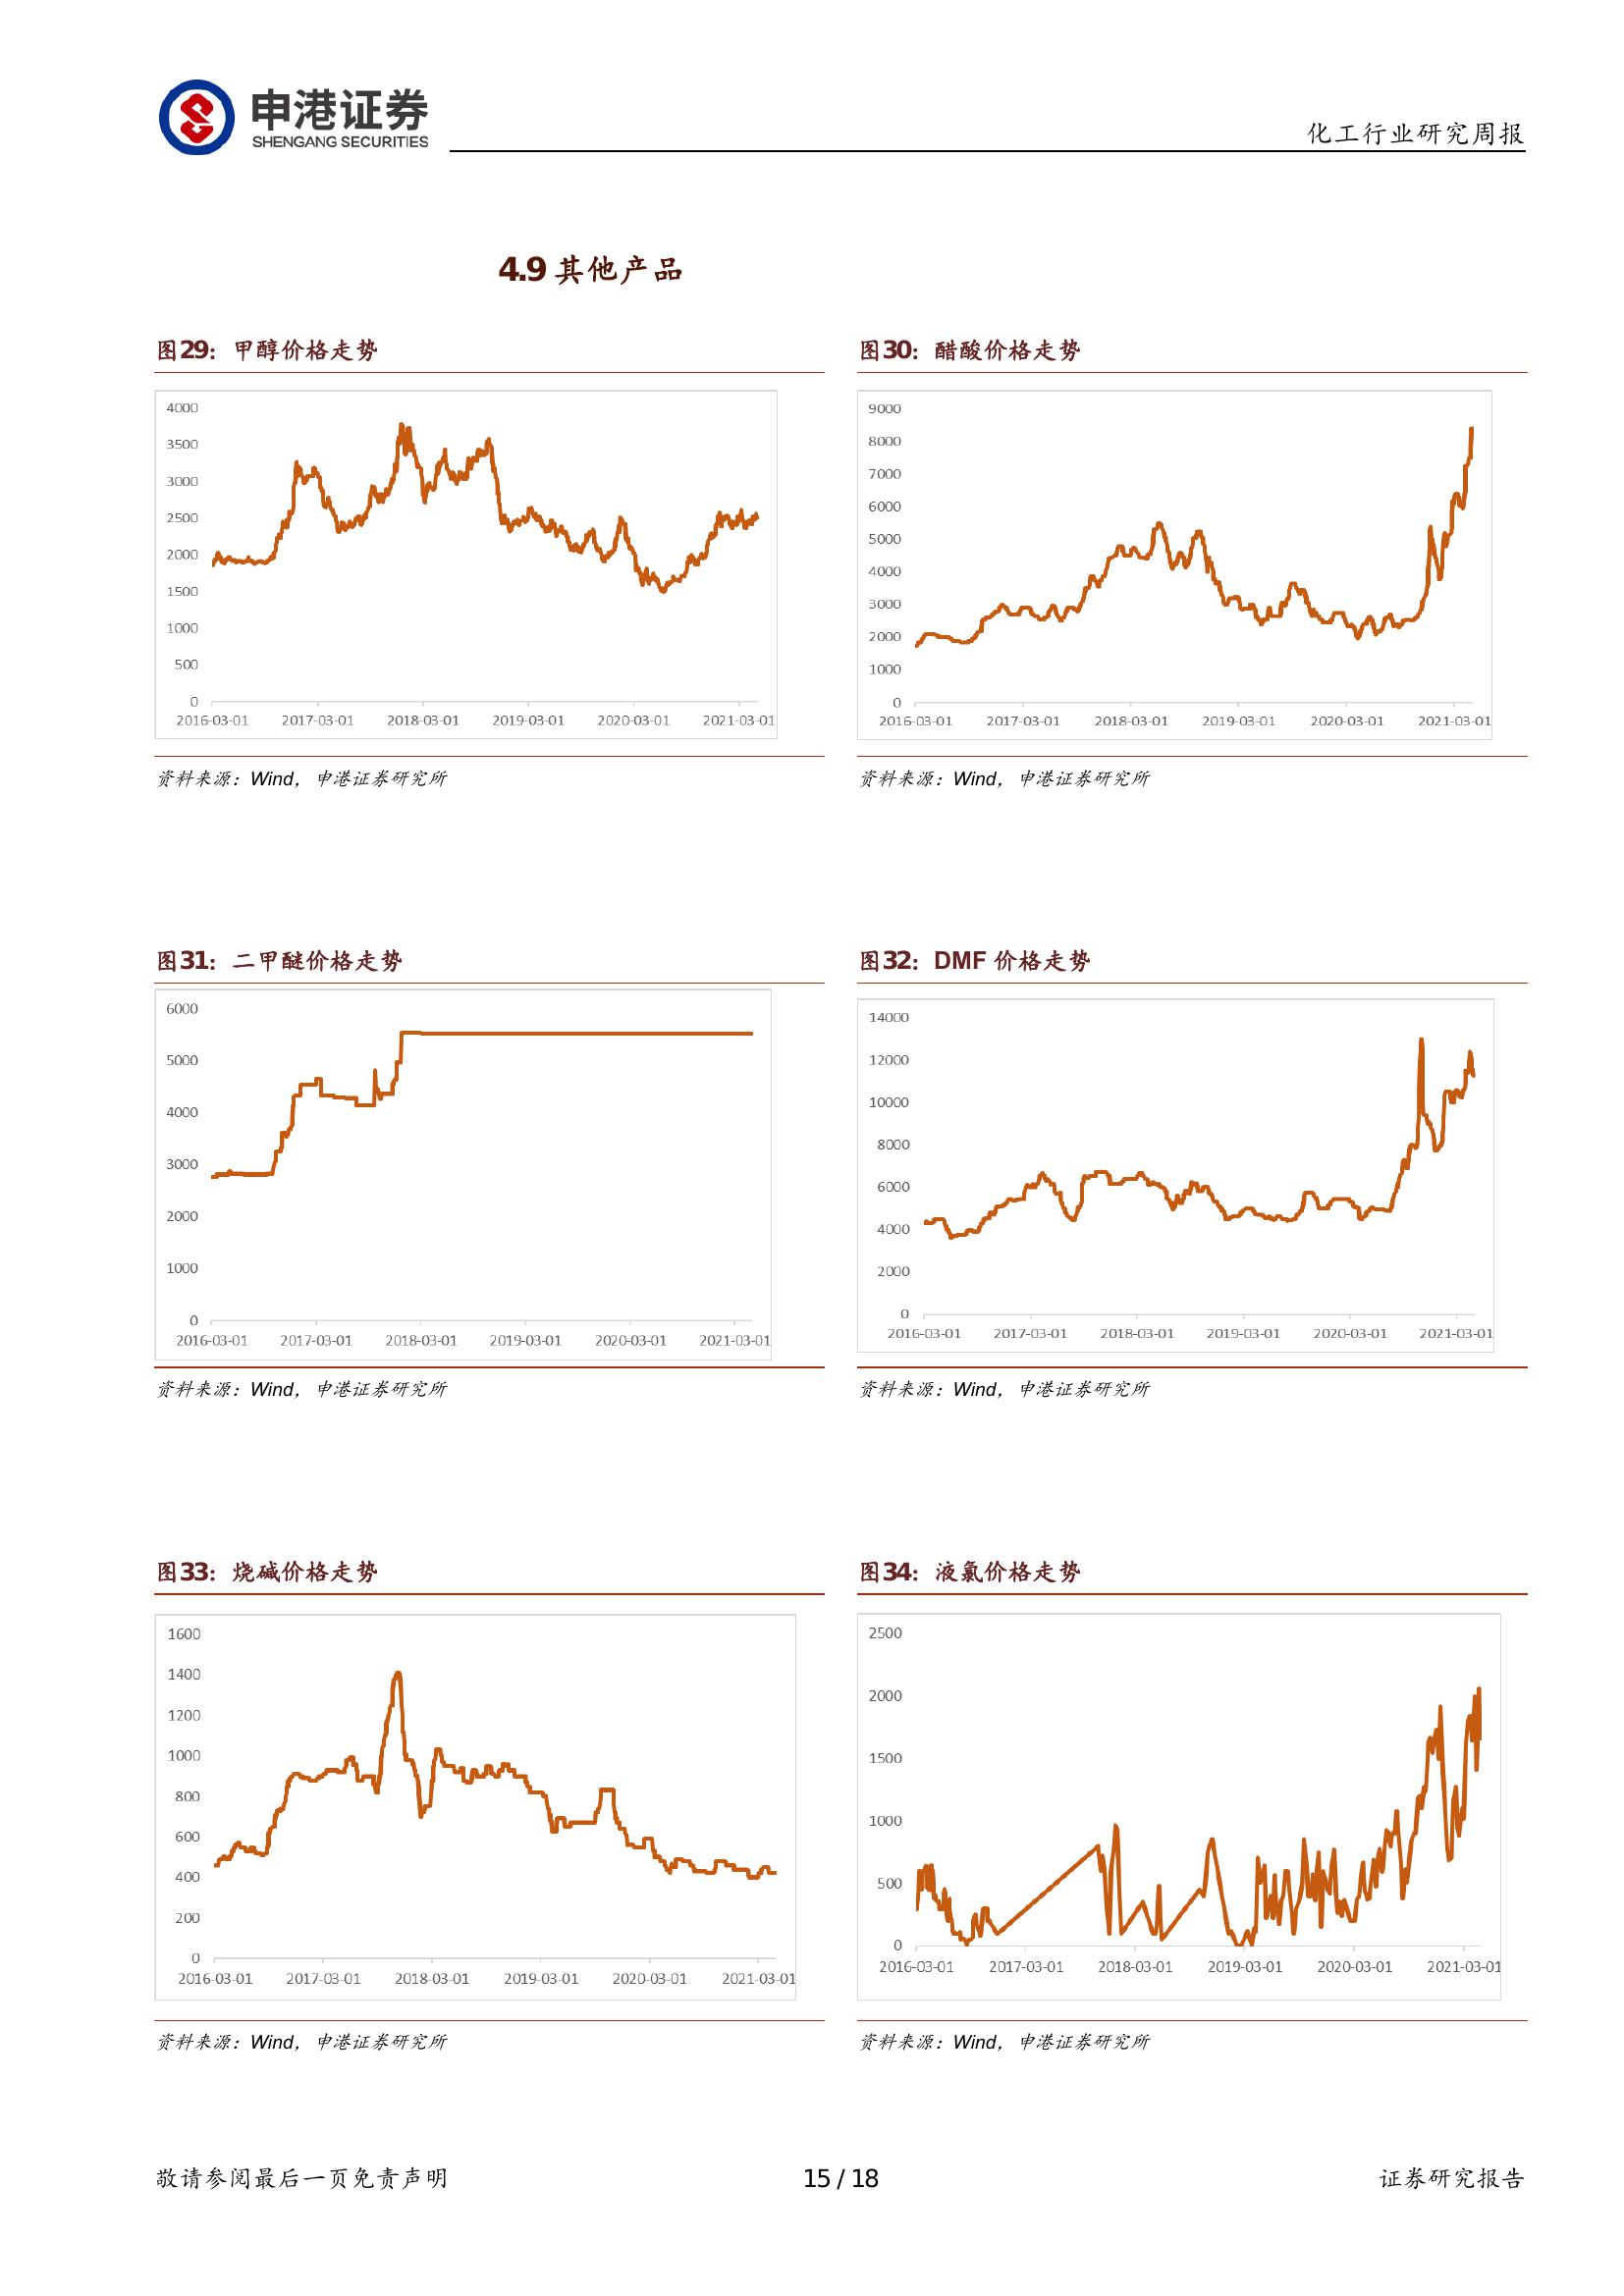 申港证券
SHENGANG SECURITIES
化工行业研究周报
4.9 其他产品
图29：甲醇价格走势
4000
3500
3000
2500
2000
1500
1000
500
0
2016-03-01 2017-03-01 2018-03-01 2019-03-01 2020-03-01 2021-03-01
资料来源：Wind，申港证券研究所
图30：醋酸价格走势
9000
8000
7000
6000
5000
4000
3000
2000
1000
0
2016-03-01 2017-03-01 2018-03-01 2019-03-01 2020-03-01 2021-03-01
资料来源：Wind，申港证券研究所
图31：二甲醚价格走势
6000
5000
4000
3000
2000
1000
0
2016-03-01 2017-03-01 2018-03-01 2019-03-01 2020-03-01 2021-03-01
资料来源：Wind，申港证券研究所
图32：DMF 价格走势
14000
12000
10000
8000
6000
4000
2000
0
2016-03-01 2017-03-01 2018-03-01 2019-03-01 2020-03-01 2021-03-01
资料来源：Wind，申港证券研究所
图33：烧碱价格走势
1600
1400
1200
1000
800
600
400
200
0
2016-03-01 2017-03-01 2018-03-01 2019-03-01 2020-03-01 2021-03-01
资料来源：Wind，申港证券研究所
图34：液氯价格走势
2500
2000
1500
1000
500
0
2016-03-01 2017-03-01 2018-03-01 2019-03-01 2020-03-01 2021-03-01
资料来源：Wind，申港证券研究所
敬请参阅最后一页免责声明 15 / 18 证券研究报告